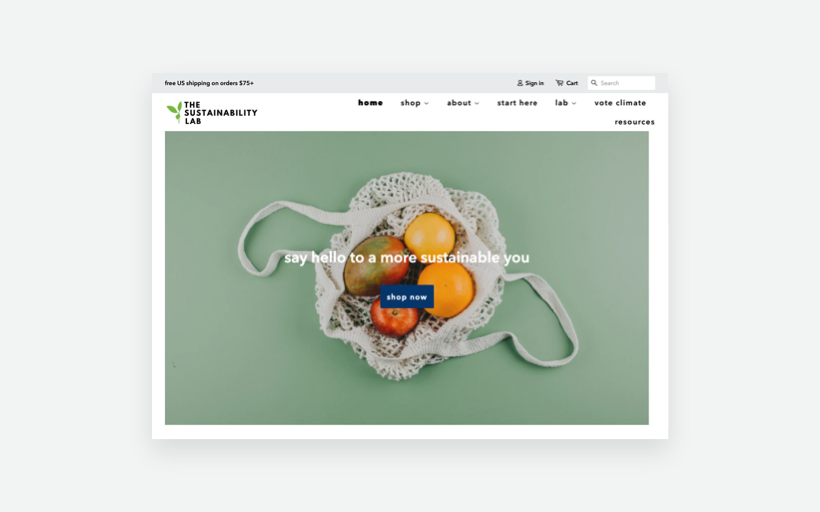 free US shipping on orders $75+
Sign in
Cart
Search
THE
SUSTAINABILITY
LAB
home
shop
about
start here
lab
vote climate
resources
say hello to a more sustainable you
shop now